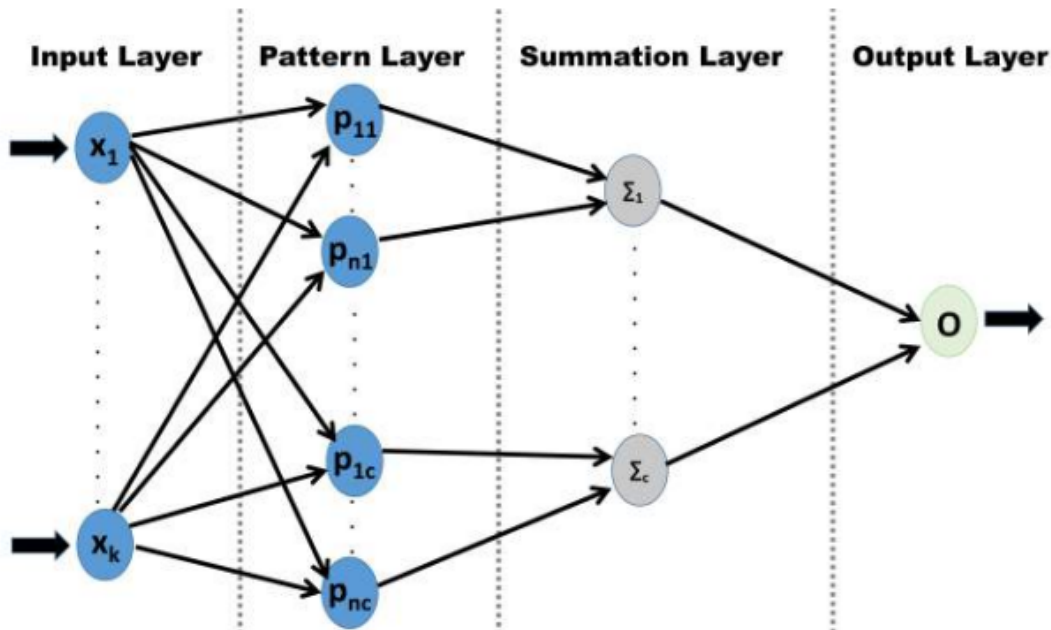 Input Layer
Pattern Layer
Summation Layer
Output Layer
x₁
xₖ
p₁₁
pₙ₁
p₁c
pₙc
Σ₁
Σc
O